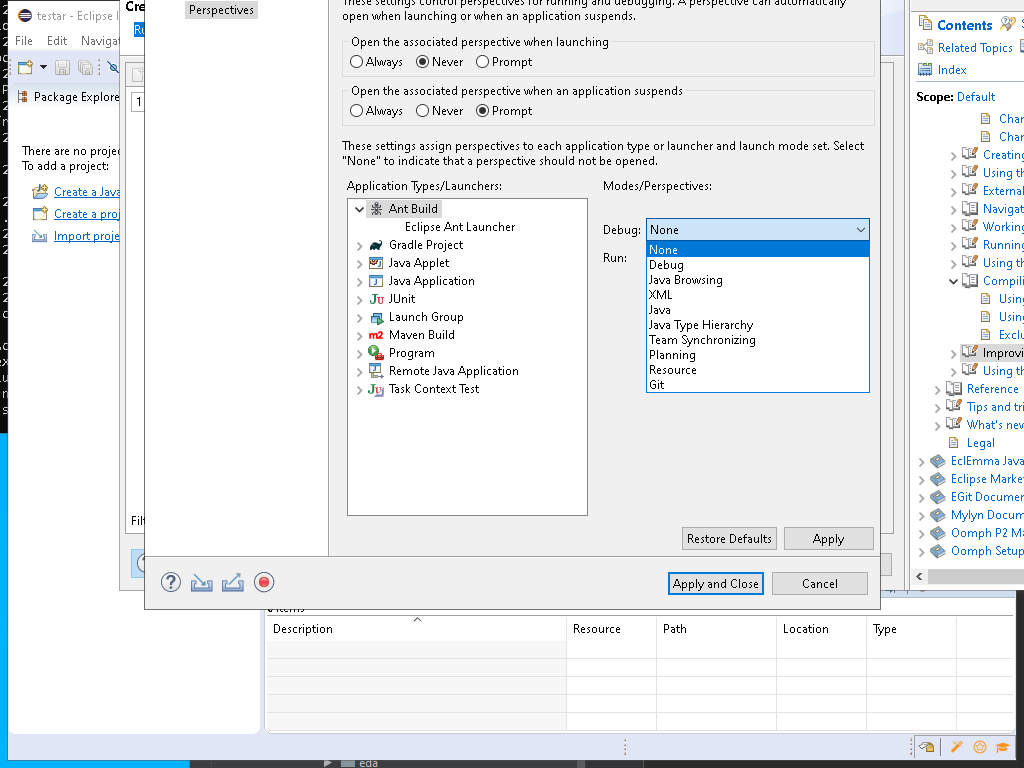 testar - Eclipse I
File Edit Navigat
Package Explore
There are no projec
To add a project:
Create a Java
Create a proj
Import proje
Cre
Ru
1
Filt
Perspectives
These settings control perspectives for running and debugging. A perspective can automatically
open when launching or when an application suspends.
Open the associated perspective when launching
Always Never Prompt
Open the associated perspective when an application suspends
Always Never Prompt
These settings assign perspectives to each application type or launcher and launch mode set. Select
"None" to indicate that a perspective should not be opened.
Application Types/Launchers:
Ant Build
Eclipse Ant Launcher
Gradle Project
Java Applet
Java Application
JUnit
Launch Group
Maven Build
Program
Remote Java Application
Task Context Test
Modes/Perspectives:
Debug: None
Run:
None
Debug
Java Browsing
XML
Java
Java Type Hierarchy
Team Synchronizing
Planning
Resource
Git
Restore Defaults Apply
Apply and Close Cancel
Contents
Related Topics
Index
Scope: Default
Char
Char
Creating
Using th
External
Navigat
Working
Running
Using th
Compili
Using
Using
Exclu
Improvi
Using th
Reference
Tips and tri
What's new
Legal
EclEmma Java
Eclipse Market
EGit Documen
Mylyn Docum
Oomph P2 Ma
Oomph Setup
0 items
Description Resource Path Location Type
eda